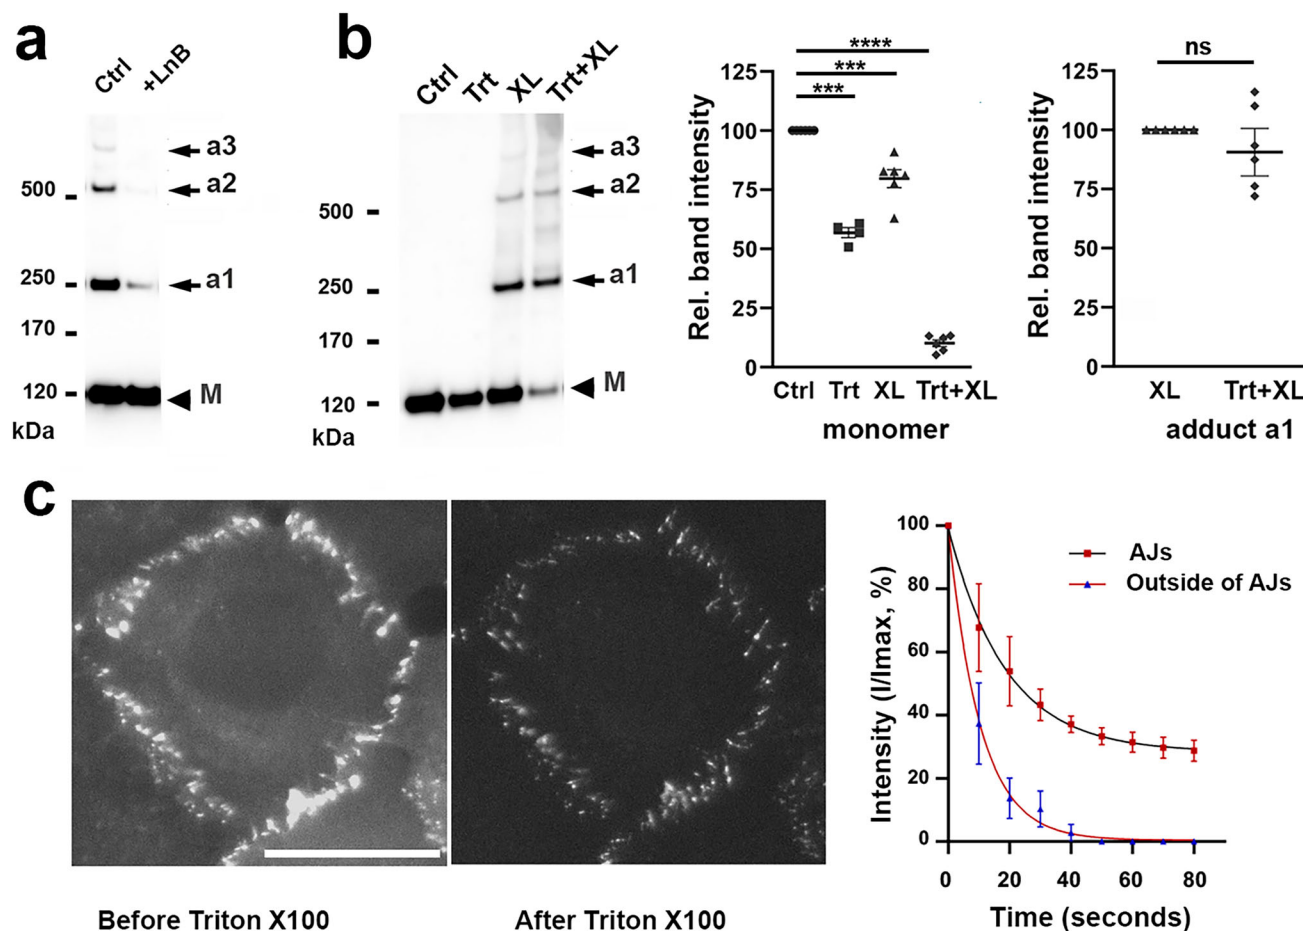 a
Ctrl
+LnB
a3
500
a2
250
a1
170
120
M
kDa
b
Ctrl
Trt
XL
Trt+XL
a3
a2
500
a1
250
170
M
120
kDa
****
***
***
125
100
75
50
25
0
Rel. band intensity
Ctrl Trt XL Trt+XL
monomer
ns
125
100
75
50
25
0
Rel. band intensity
XL Trt+XL
adduct a1
c
Before Triton X100
After Triton X100
100
80
60
40
20
0
Intensity (I/Imax, %)
AJs
Outside of AJs
0 20 40 60 80
Time (seconds)